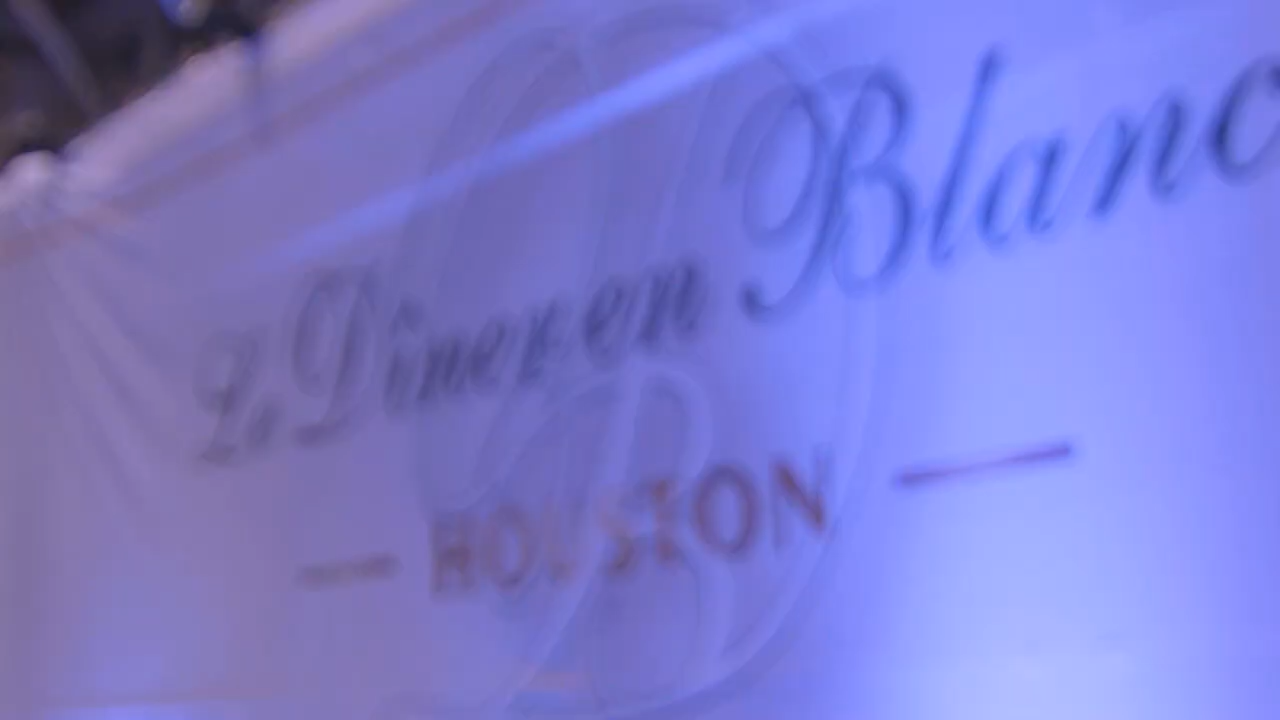 Le Dîner en Blanc
— HOUSTON —